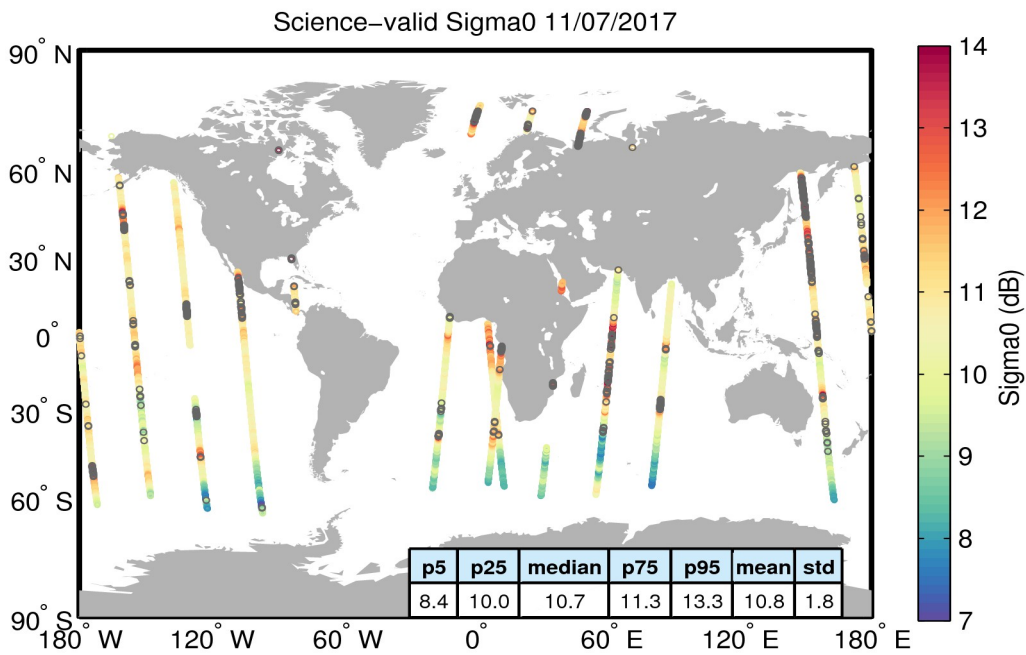 Science−valid Sigma0 11/07/2017
90° N
60° N
30° N
0°
30° S
60° S
90° S
180° W
120° W
60° W
0°
60° E
120° E
180° E
p5 p25 median p75 p95 mean std
8.4 10.0 10.7 11.3 13.3 10.8 1.8
14
13
12
11
10
9
8
7
Sigma0 (dB)